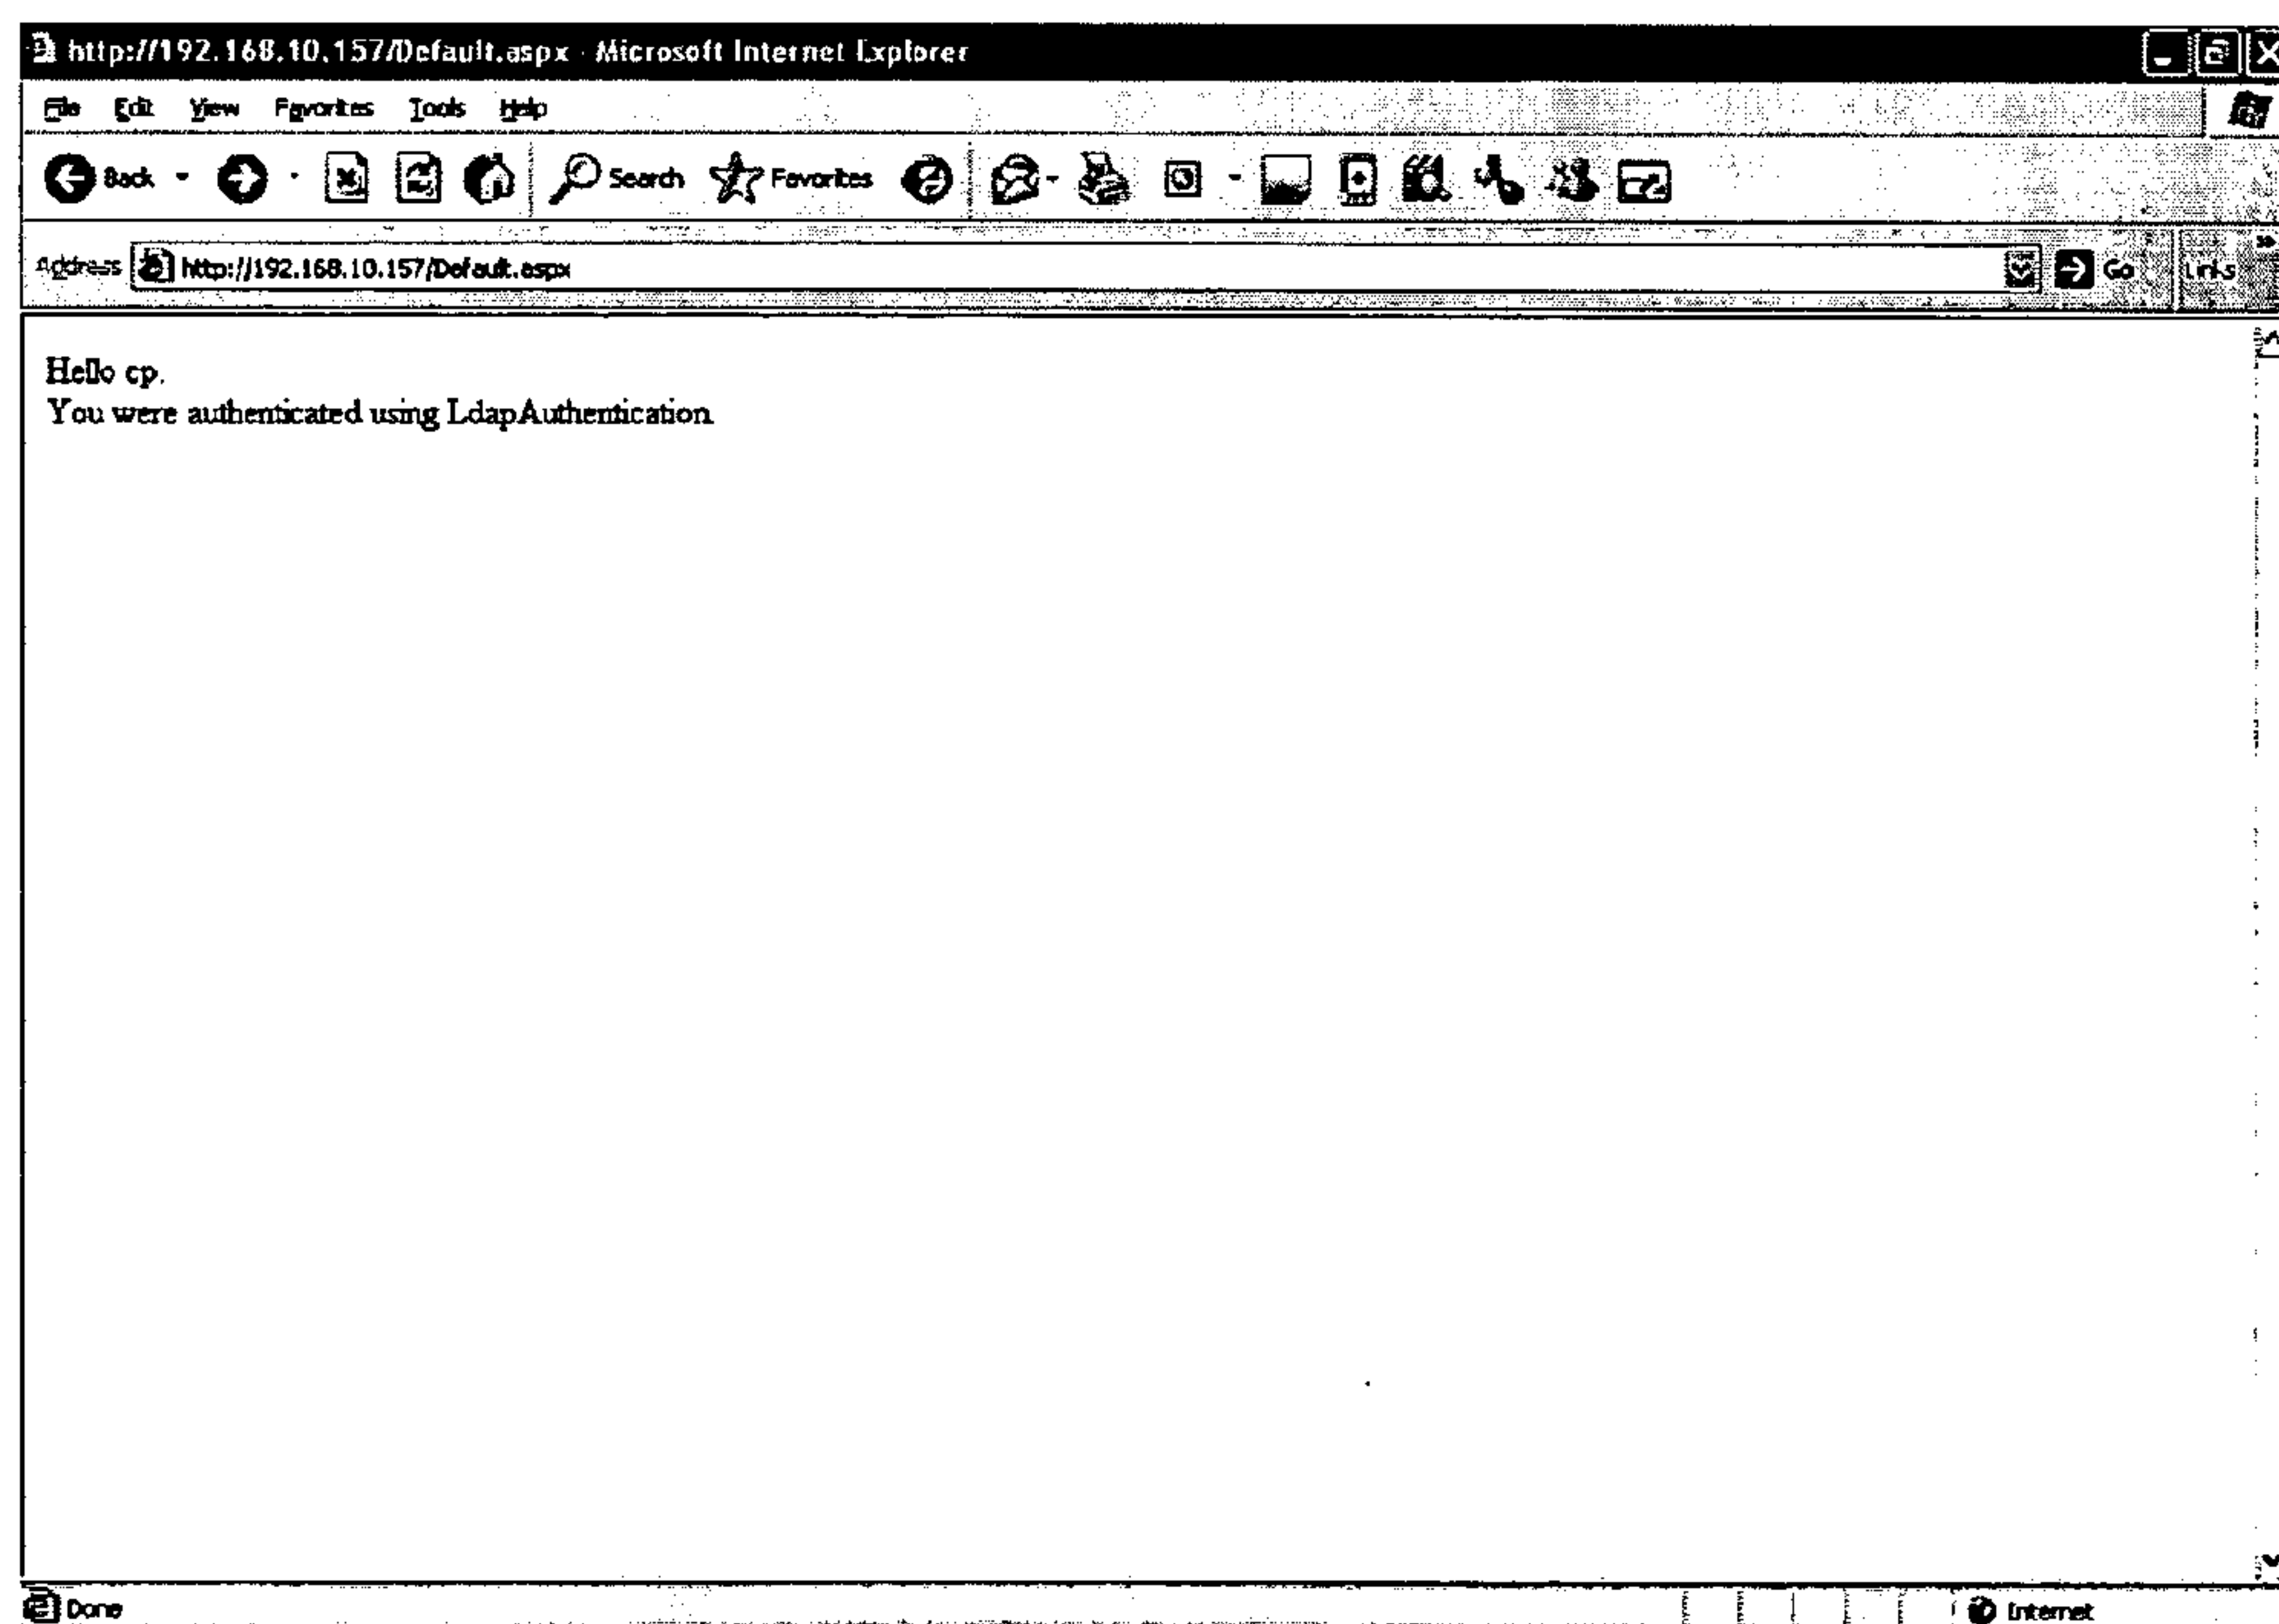 http://192.168.10.157/Default.aspx - Microsoft Internet Explorer
File Edit View Favorites Tools Help
Back Search Favorites
Address http://192.168.10.157/Default.aspx Go Links
Hello cp.
You were authenticated using LdapAuthentication
Done Internet